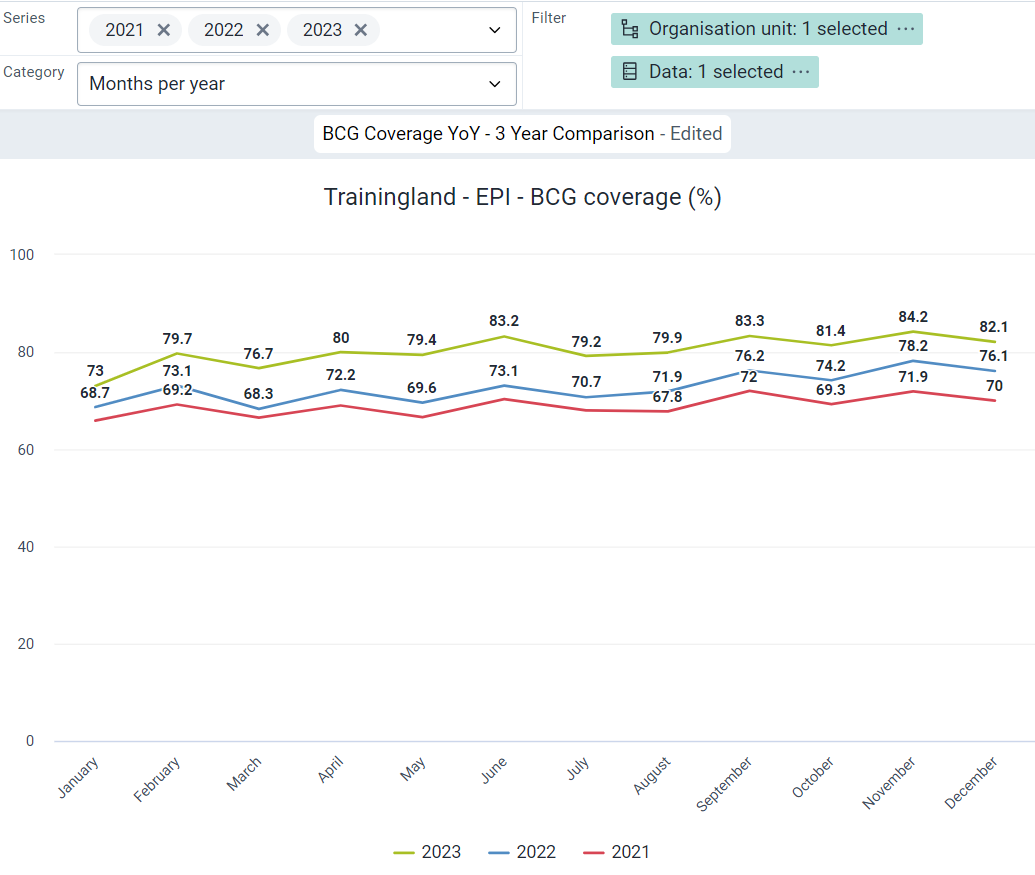 Series
2021 2022 2023
Filter
Organisation unit: 1 selected ···
Category
Months per year
Data: 1 selected ···
BCG Coverage YoY - 3 Year Comparison - Edited
Trainingland - EPI - BCG coverage (%)
100
80
60
40
20
0
73 79.7 76.7 80 79.4 83.2 79.2 79.9 83.3 81.4 84.2 82.1
68.7 73.1 68.3 72.2 69.6 73.1 70.7 71.9 76.2 74.2 78.2 76.1
69.2 67.8 72 69.3 71.9 70
January February March April May June July August September October November December
2023 2022 2021